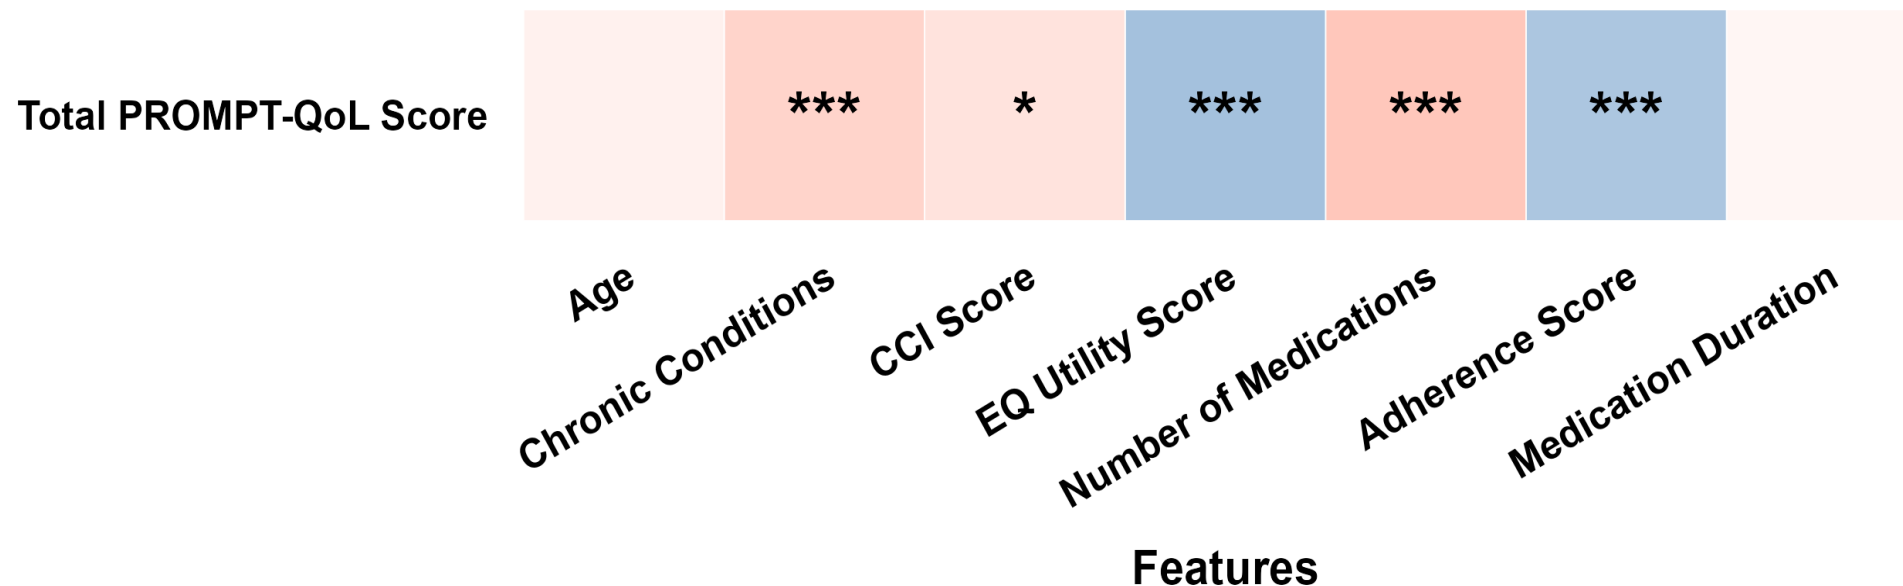 Total PROMPT-QoL Score
***
*
***
***
***
Age
Chronic Conditions
CCI Score
EQ Utility Score
Number of Medications
Adherence Score
Medication Duration
Features